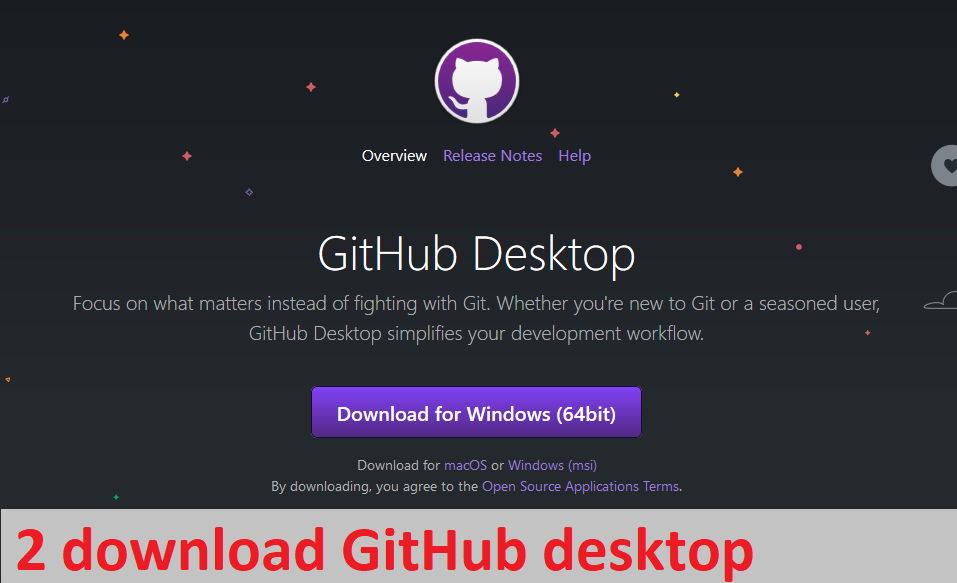 Overview Release Notes Help
GitHub Desktop
Focus on what matters instead of fighting with Git. Whether you're new to Git or a seasoned user,
GitHub Desktop simplifies your development workflow.
Download for Windows (64bit)
Download for macOS or Windows (msi)
By downloading, you agree to the Open Source Applications Terms.
2 download GitHub desktop